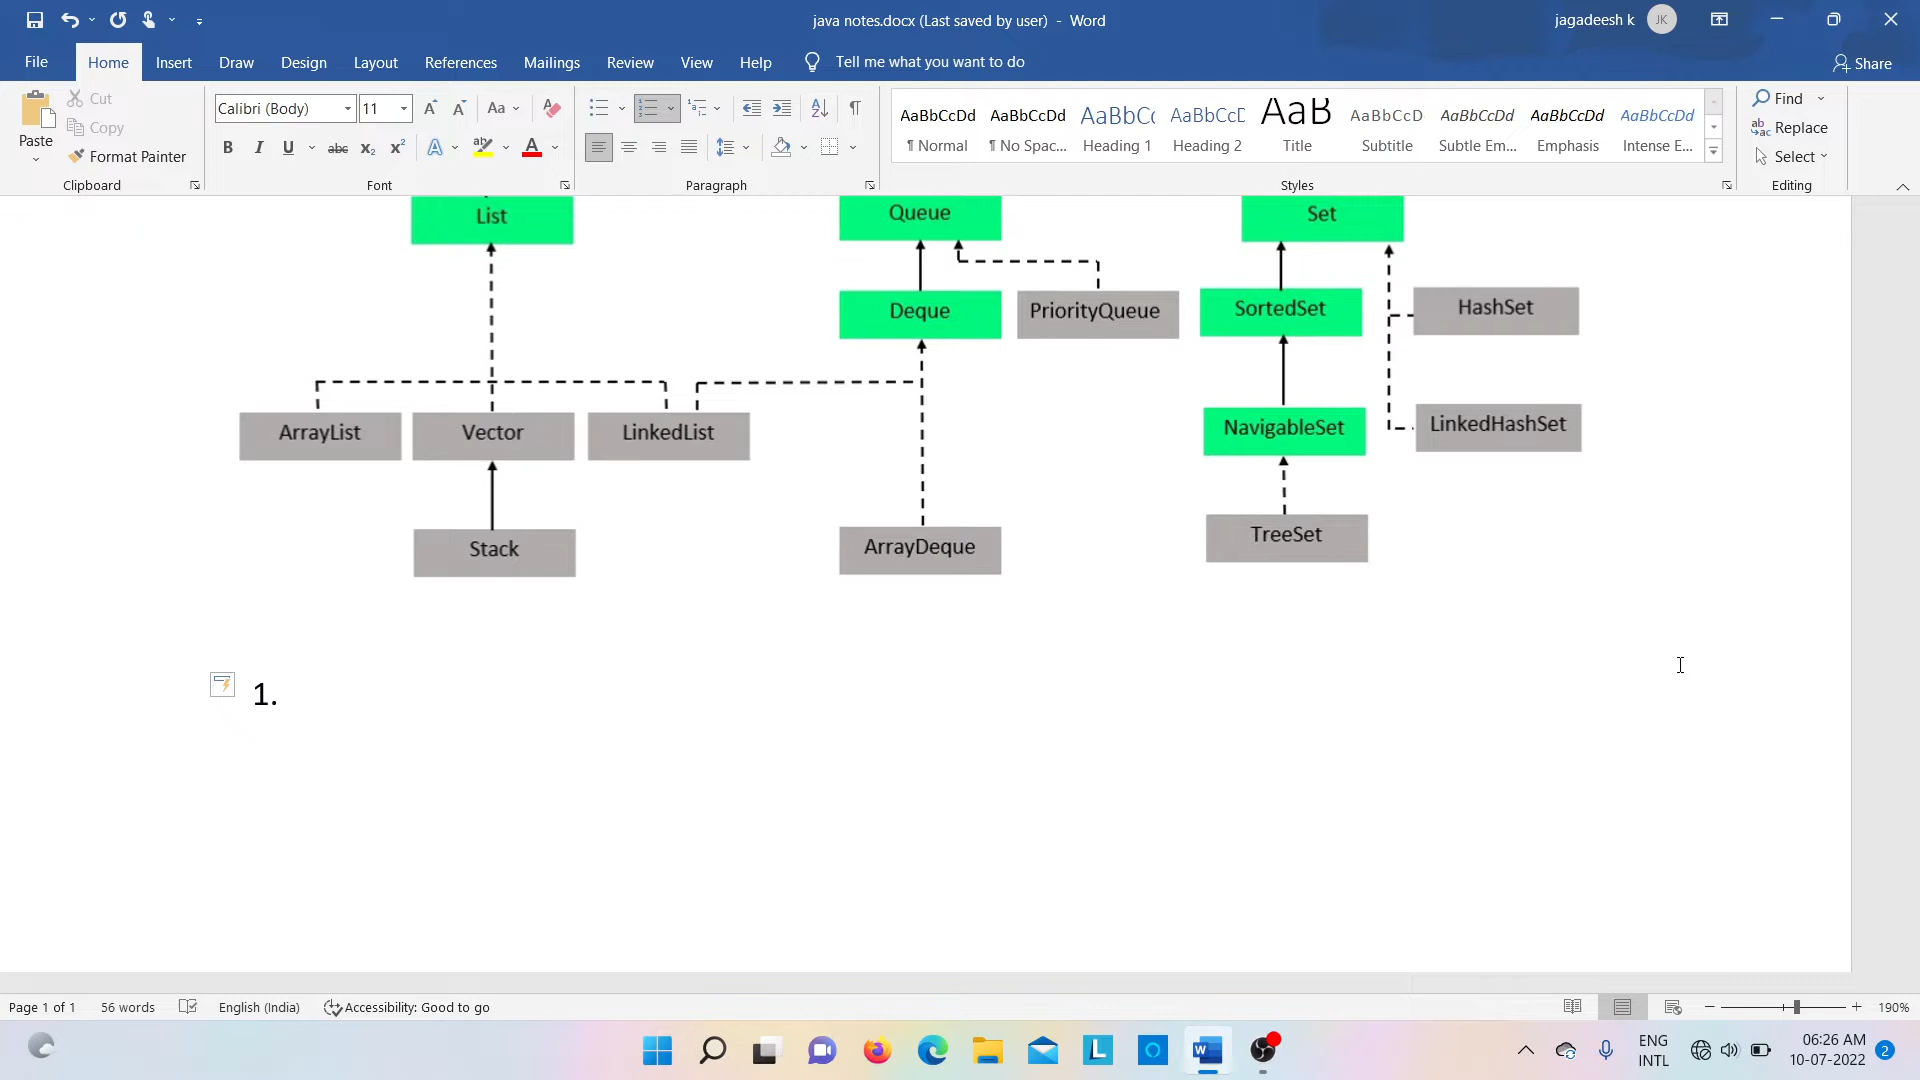 java notes.docx (Last saved by user) - Word
jagadeesh k
JK
File Home Insert Draw Design Layout References Mailings Review View Help Tell me what you want to do
Share
Paste
Cut
Copy
Format Painter
Clipboard
Calibri (Body) 11
Font
Paragraph
AaBbCcDd AaBbCcDd AaBbCc AaBbCcC AaB AaBbCcD AaBbCcDd AaBbCcDd AaBbCcDd
¶ Normal ¶ No Spac... Heading 1 Heading 2 Title Subtitle Subtle Em... Emphasis Intense E...
Styles
Find
Replace
Select
Editing
List Queue Set
Deque PriorityQueue SortedSet HashSet
ArrayList Vector LinkedList NavigableSet LinkedHashSet
Stack ArrayDeque TreeSet
1.
Page 1 of 1 56 words English (India) Accessibility: Good to go
190%
ENG
INTL
06:26 AM
10-07-2022
2